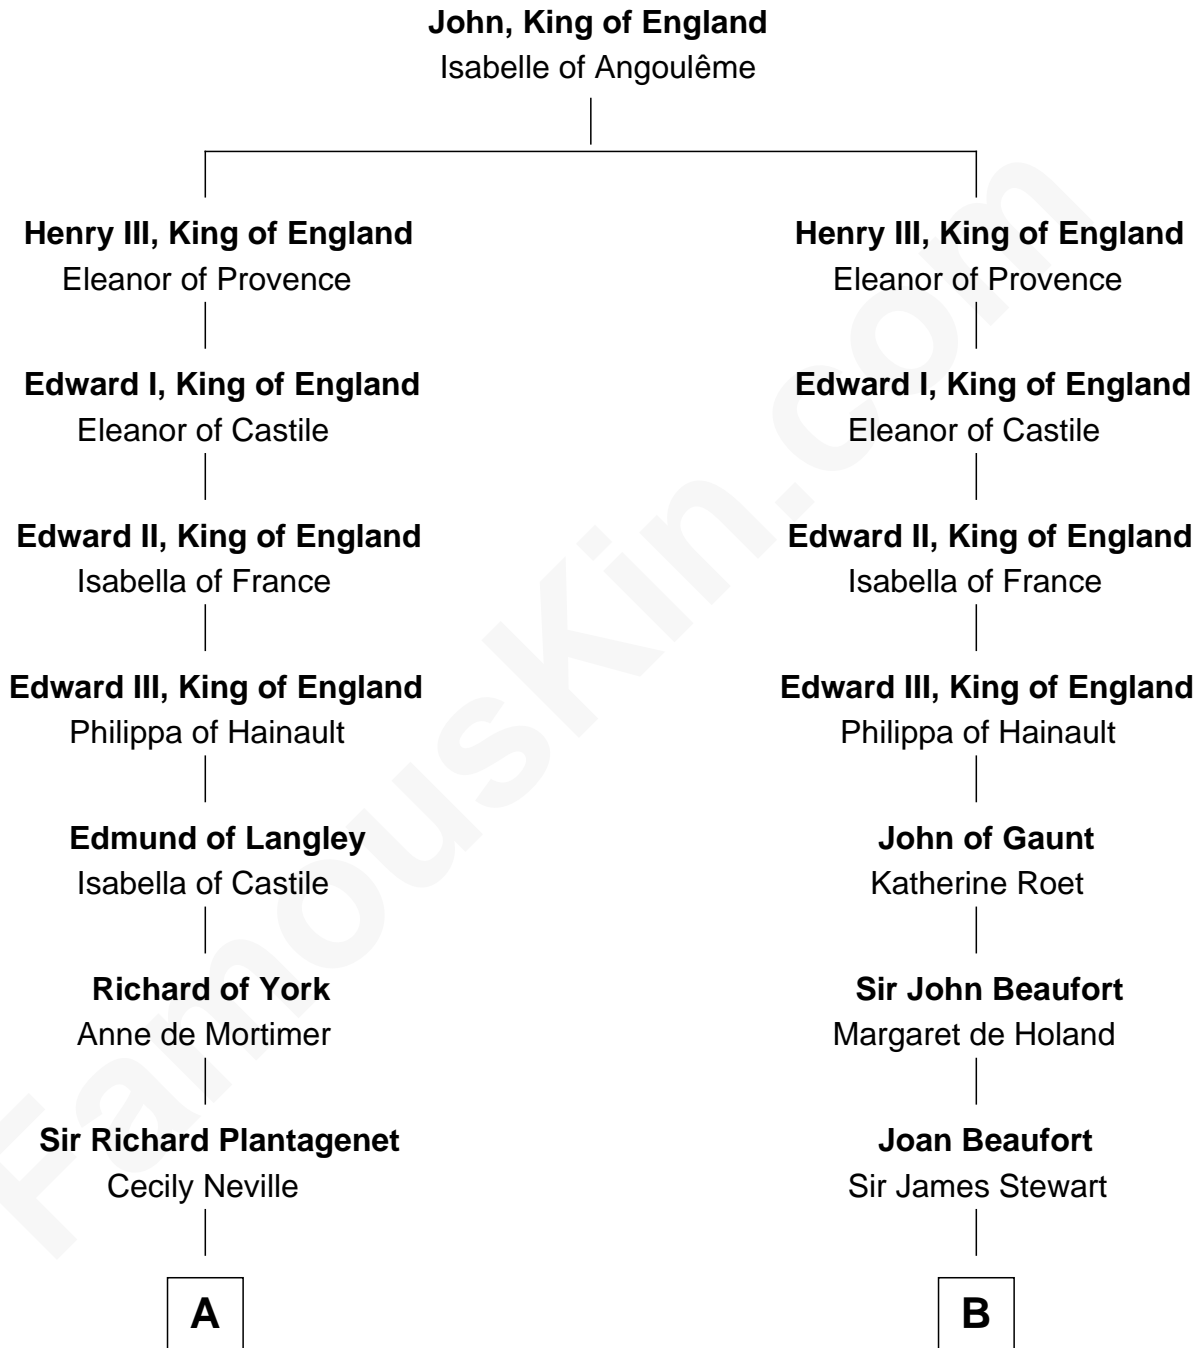 John, King of England
Isabelle of Angoulême
Henry III, King of England
Eleanor of Provence
Edward I, King of England
Eleanor of Castile
Edward II, King of England
Isabella of France
Edward III, King of England
Philippa of Hainault
Edmund of Langley
Isabella of Castile
Richard of York
Anne de Mortimer
Sir Richard Plantagenet
Cecily Neville
A
Henry III, King of England
Eleanor of Provence
Edward I, King of England
Eleanor of Castile
Edward II, King of England
Isabella of France
Edward III, King of England
Philippa of Hainault
John of Gaunt
Katherine Roet
Sir John Beaufort
Margaret de Holand
Joan Beaufort
Sir James Stewart
B
FamousKin.com